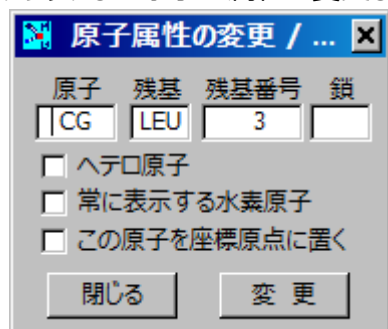 原子属性の変更 / ...
原子 残基 残基番号 鎖
CG LEU 3
ヘテロ原子
常に表示する水素原子
この原子を座標原点に置く
閉じる 変 更